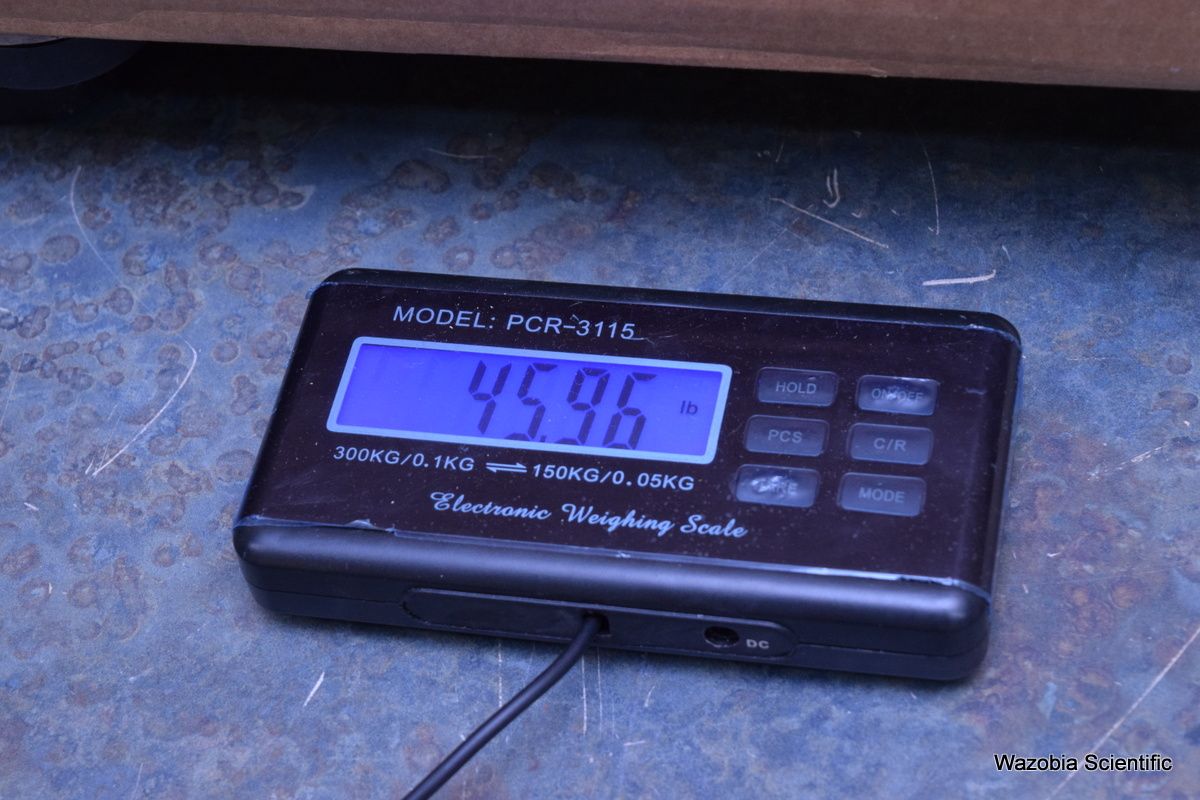 MODEL: PCR-3115
45.96 lb
300KG/0.1KG ⇌ 150KG/0.05KG
Electronic Weighing Scale
HOLD ON/OFF
PCS C/R
TARE MODE
DC
Wazobia Scientific